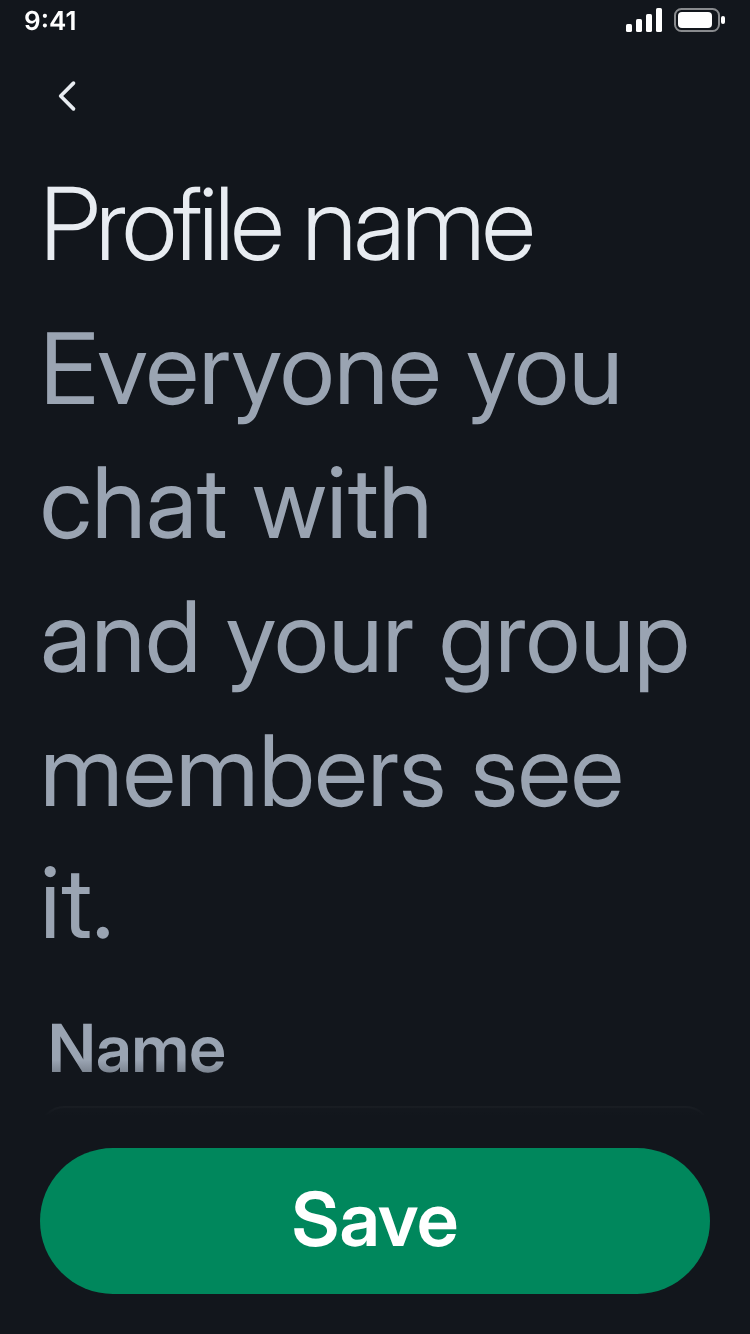 9:41
Profile name
Everyone you
chat with
and your group
members see
it.
Name
Save